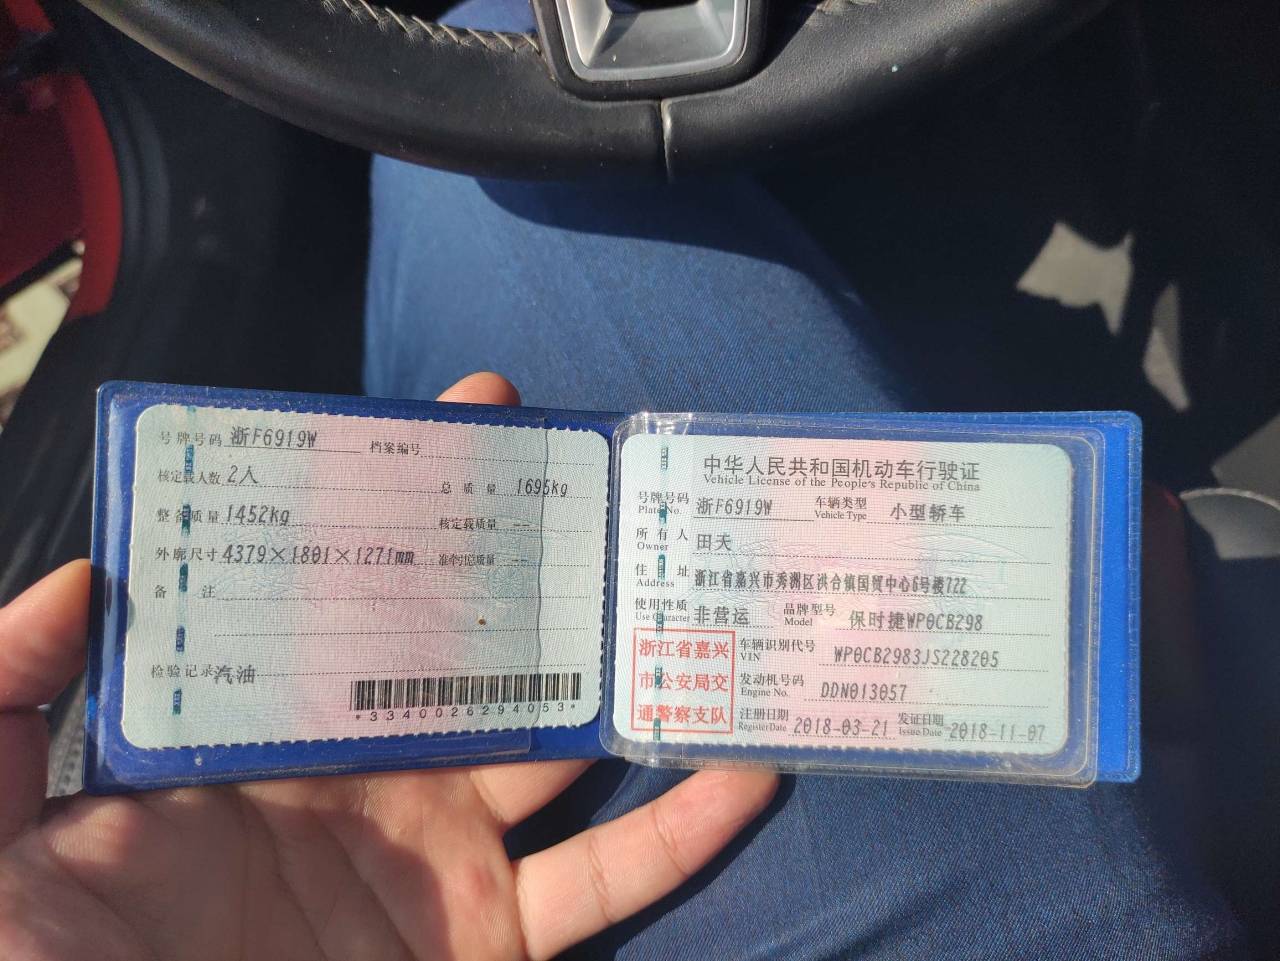 号牌号码 浙F6919W 档案编号
核定载人数 2人 总质量 1695kg
整备质量 1452kg 核定载质量 --
外廓尺寸 4379×1801×1271mm 准牵引总质量 --
备注
检验记录 汽油
*3340026294053*
中华人民共和国机动车行驶证
Vehicle License of the People's Republic of China
号牌号码 浙F6919W 车辆类型 小型轿车
Plate No. Vehicle Type
所有人 田天
Owner
住址 浙江省嘉兴市秀洲区洪合镇国贸中心6号楼722
Address
使用性质 非营运 品牌型号 保时捷WP0CB298
Use Character Model
浙江省嘉兴
市公安局交
通警察支队
车辆识别代号 WP0CB2983JS228205
VIN
发动机号码 DDN013057
Engine No.
注册日期 2018-03-21 发证日期 2018-11-07
Register Date Issue Date